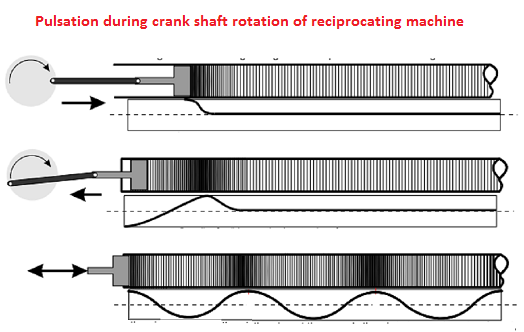 Pulsation during crank shaft rotation of reciprocating machine